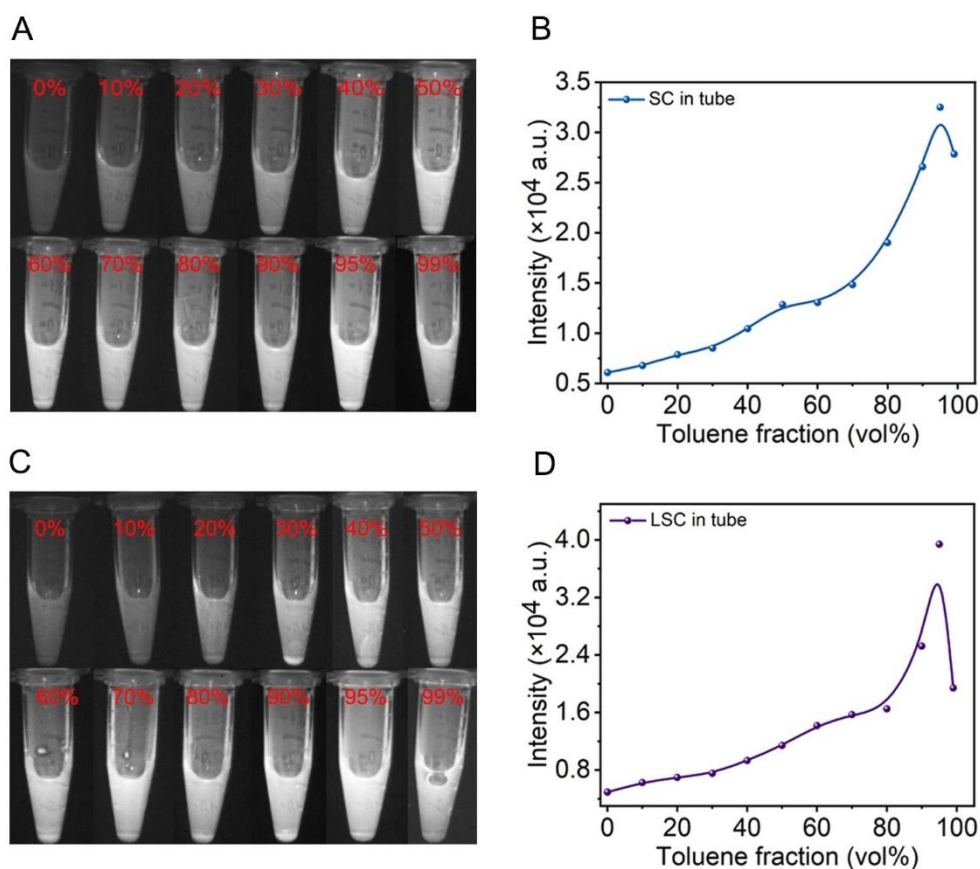 A
0% 10% 20% 30% 40% 50%
60% 70% 80% 90% 95% 99%
B
SC in tube
3.5
3.0
2.5
2.0
1.5
1.0
0.5
Intensity (×10⁴ a.u.)
0 20 40 60 80 100
Toluene fraction (vol%)
C
0% 10% 20% 30% 40% 50%
60% 70% 80% 90% 95% 99%
D
LSC in tube
4.0
3.2
2.4
1.6
0.8
Intensity (×10⁴ a.u.)
0 20 40 60 80 100
Toluene fraction (vol%)